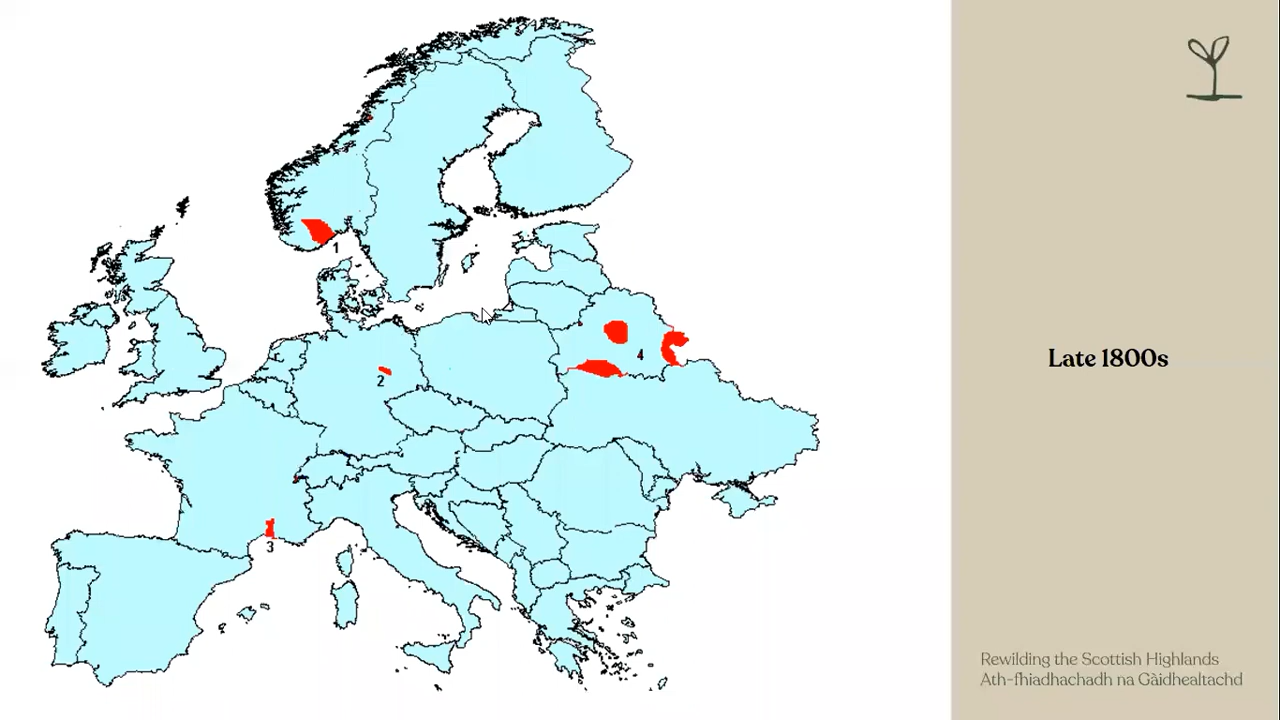 1
2
3
4
Late 1800s
Rewilding the Scottish Highlands
Ath-fhiadhachadh na Gàidhealtachd